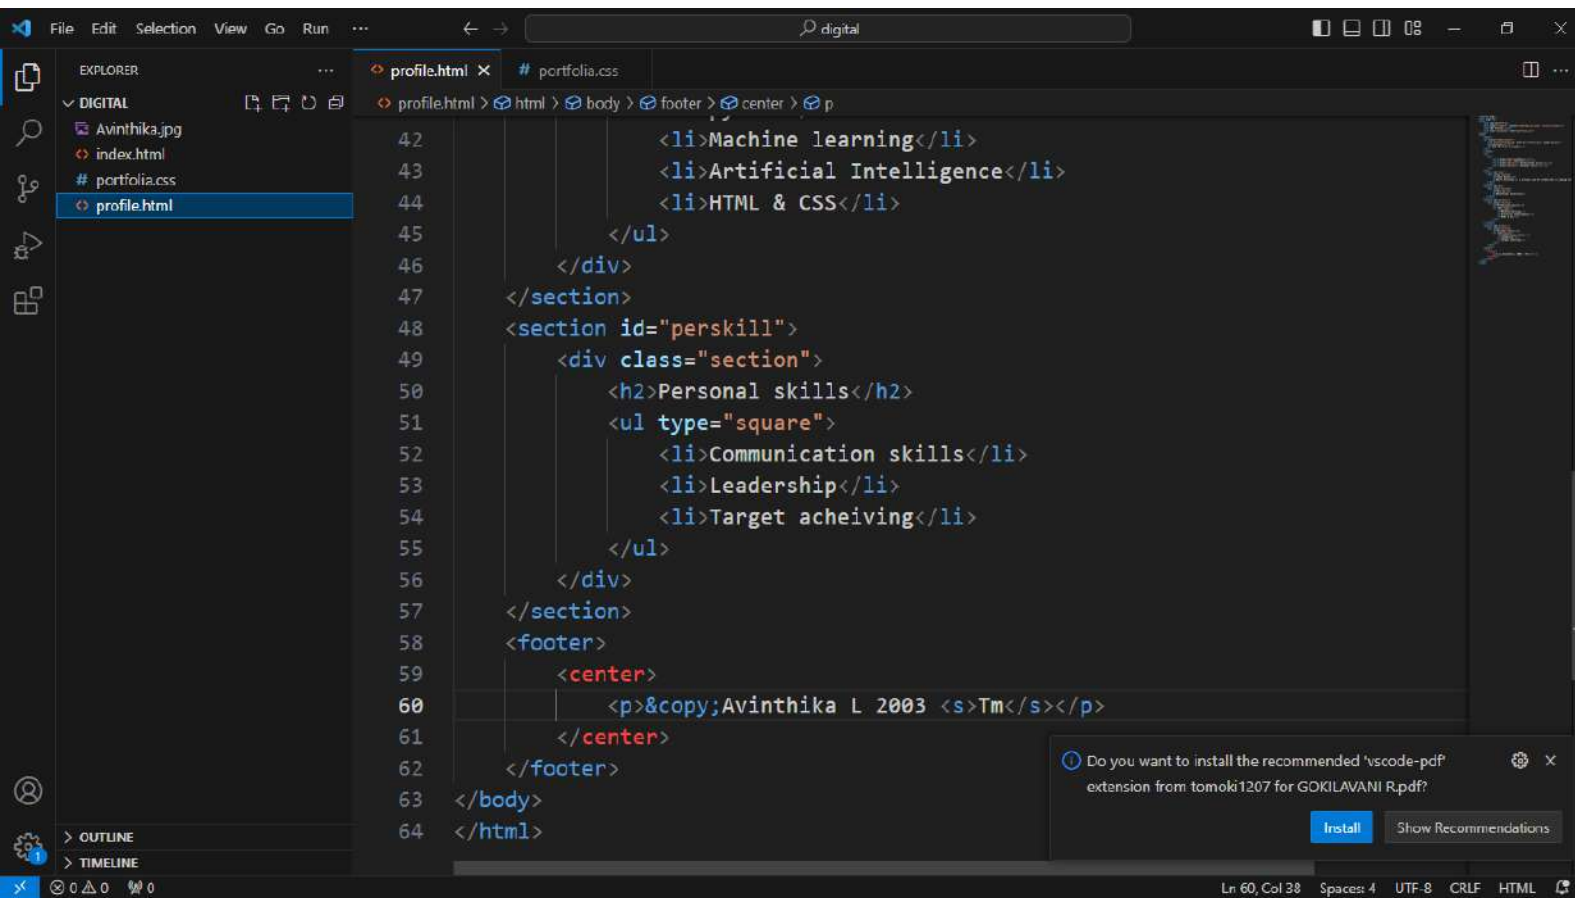 File Edit Selection View Go Run ··· digital
EXPLORER ···
DIGITAL
Avinthika.jpg
index.html
# portfolia.css
profile.html
OUTLINE
TIMELINE
profile.html # portfolia.css
profile.html > html > body > footer > center > p
42 <li>Machine learning</li>
43 <li>Artificial Intelligence</li>
44 <li>HTML & CSS</li>
45 </ul>
46 </div>
47 </section>
48 <section id="perskill">
49 <div class="section">
50 <h2>Personal skills</h2>
51 <ul type="square">
52 <li>Communication skills</li>
53 <li>Leadership</li>
54 <li>Target acheiving</li>
55 </ul>
56 </div>
57 </section>
58 <footer>
59 <center>
60 <p>&copy;Avinthika L 2003 <s>Tm</s></p>
61 </center>
62 </footer>
63 </body>
64 </html>
Do you want to install the recommended 'vscode-pdf'
extension from tomoki1207 for GOKILAVANI R.pdf?
Install Show Recommendations
1
0 0 0 Ln 60, Col 38 Spaces: 4 UTF-8 CRLF HTML